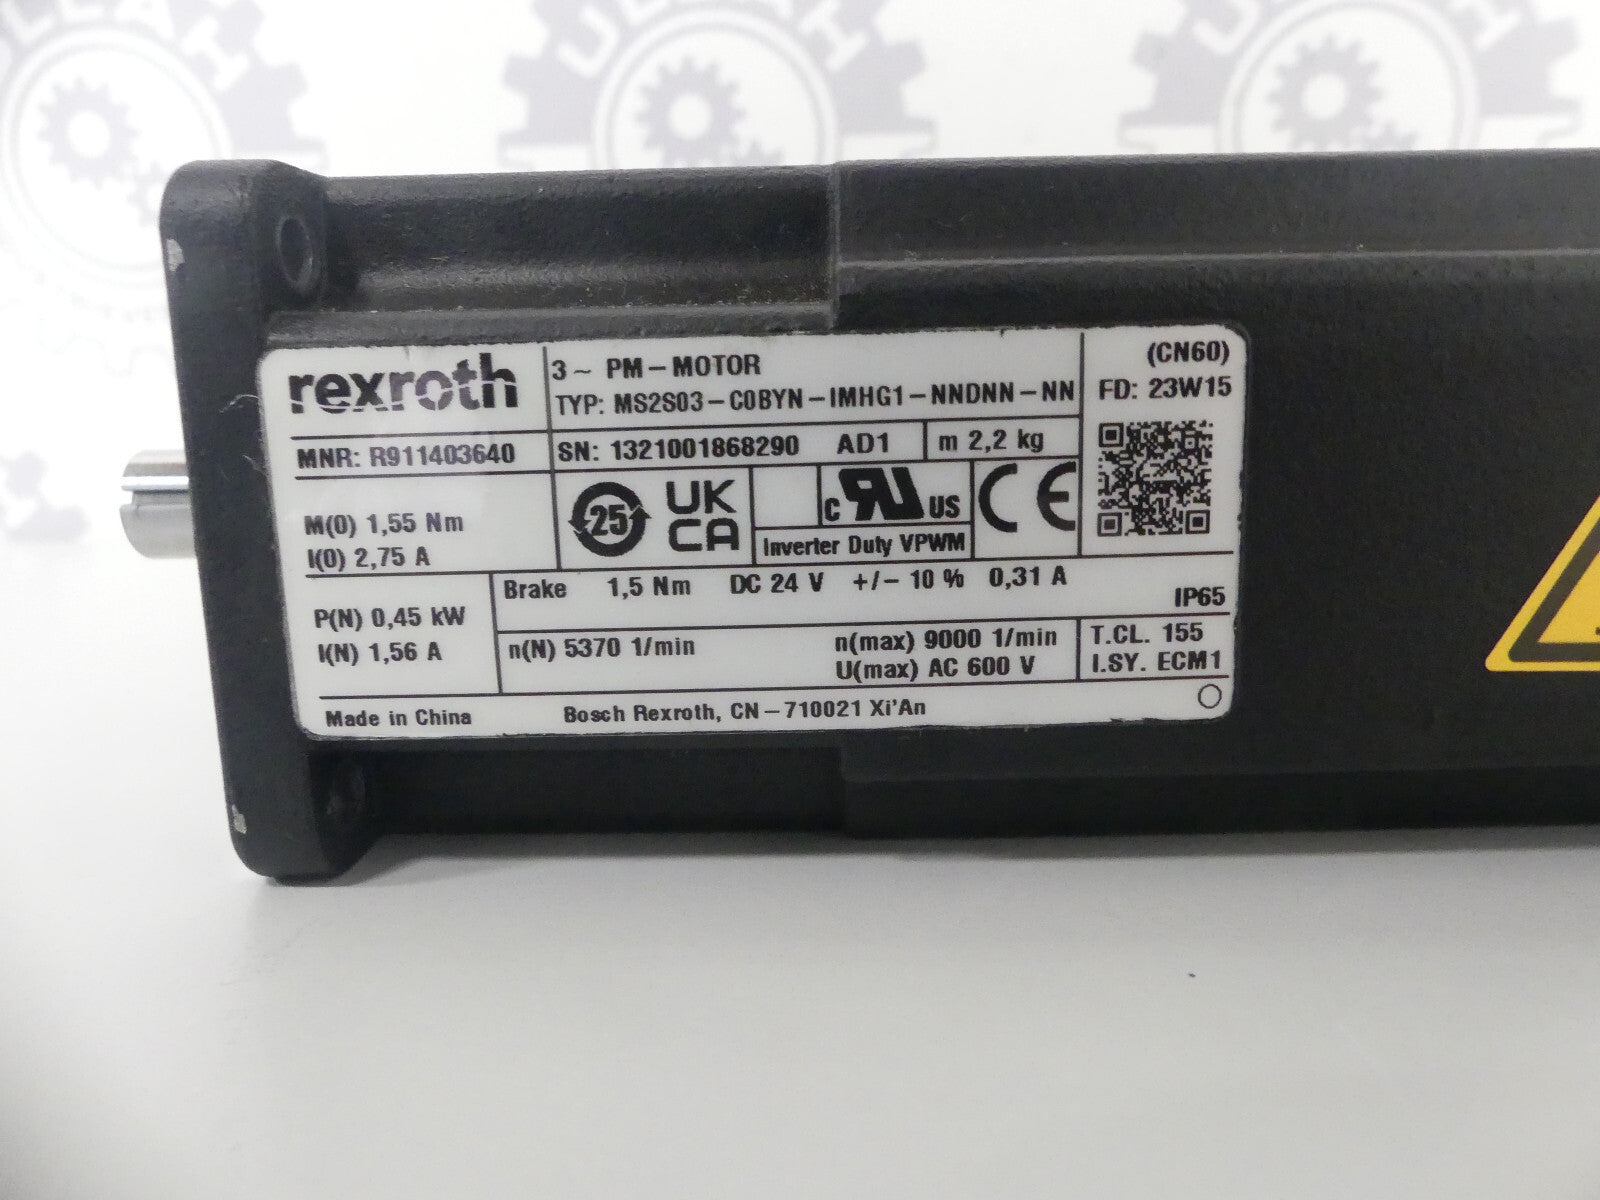 rexroth
3~ PM-MOTOR
TYP: MS2S03-C0BYN-IMHG1-NNDNN-NN
(CN60)
FD: 23W15
MNR: R911403640
SN: 1321001868290 AD1
m 2,2 kg
M(0) 1,55 Nm
I(0) 2,75 A
25
UK
CA
c RU US
Inverter Duty VPWM
CE
Brake 1,5 Nm DC 24 V +/- 10 % 0,31 A
IP65
P(N) 0,45 kW
I(N) 1,56 A
n(N) 5370 1/min
n(max) 9000 1/min
U(max) AC 600 V
T.CL. 155
I.SY. ECM1
Made in China
Bosch Rexroth, CN-710021 Xi'An